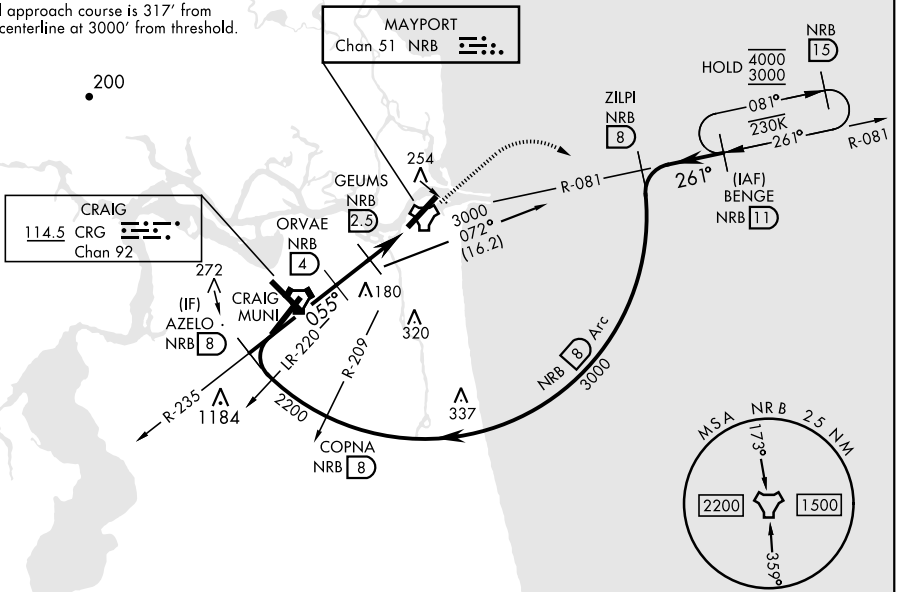 l approach course is 317' from
centerline at 3000' from threshold.
200
MAYPORT
Chan 51 NRB
HOLD 4000
3000
NRB
15
081°
230K
261°
R-081
ZILPI
NRB
8
261°
(IAF)
BENGE
NRB 11
254
GEUMS
NRB
2.5
R-081
3000
072°
(16.2)
CRAIG
114.5 CRG
Chan 92
ORVAE
NRB
4
272
(IF)
AZELO
NRB 8
CRAIG
MUNI
055°
180
320
LR-220
R-209
R-235
1184
2200
337
NRB 8 Arc
3000
COPNA
NRB 8
MSA NRB 25 NM
173°
2200
1500
359°